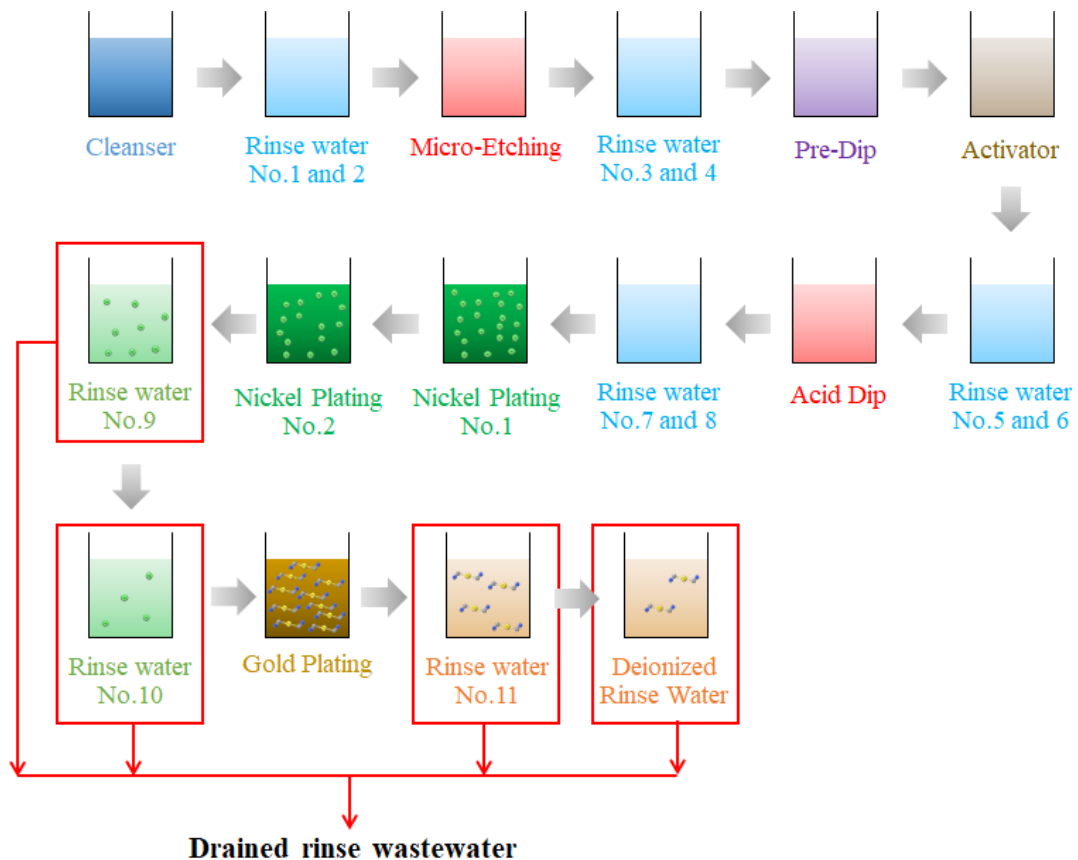 Cleanser
Rinse water
No.1 and 2
Micro-Etching
Rinse water
No.3 and 4
Pre-Dip
Activator
Rinse water
No.9
Nickel Plating
No.2
Nickel Plating
No.1
Rinse water
No.7 and 8
Acid Dip
Rinse water
No.5 and 6
Rinse water
No.10
Gold Plating
Rinse water
No.11
Deionized
Rinse Water
Drained rinse wastewater